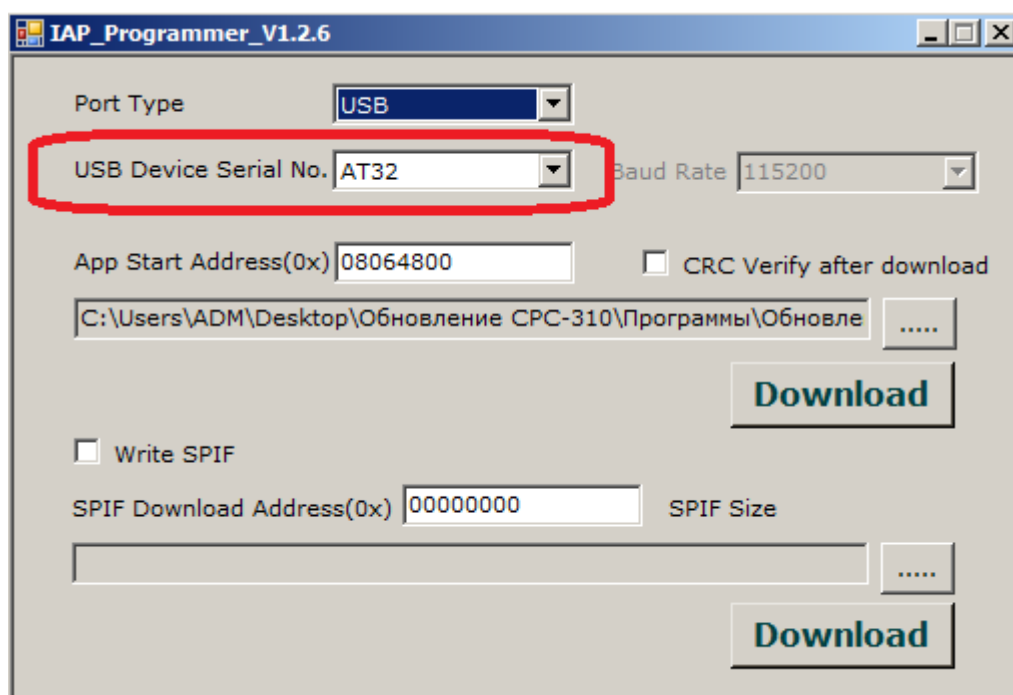 IAP_Programmer_V1.2.6
Port Type USB
USB Device Serial No. AT32 Baud Rate 115200
App Start Address(0x) 08064800 CRC Verify after download
C:\Users\ADM\Desktop\Обновление СРС-310\Программы\Обновле .....
Download
Write SPIF
SPIF Download Address(0x) 00000000 SPIF Size
.....
Download